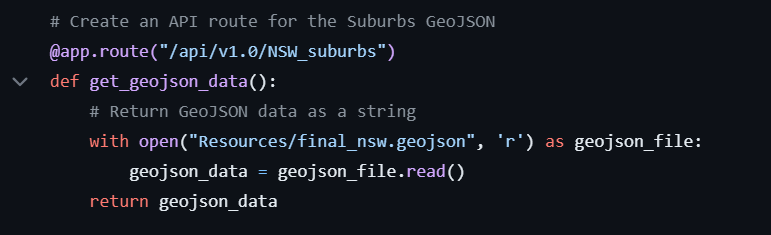 # Create an API route for the Suburbs GeoJSON
@app.route("/api/v1.0/NSW_suburbs")
def get_geojson_data():
    # Return GeoJSON data as a string
    with open("Resources/final_nsw.geojson", 'r') as geojson_file:
        geojson_data = geojson_file.read()
    return geojson_data